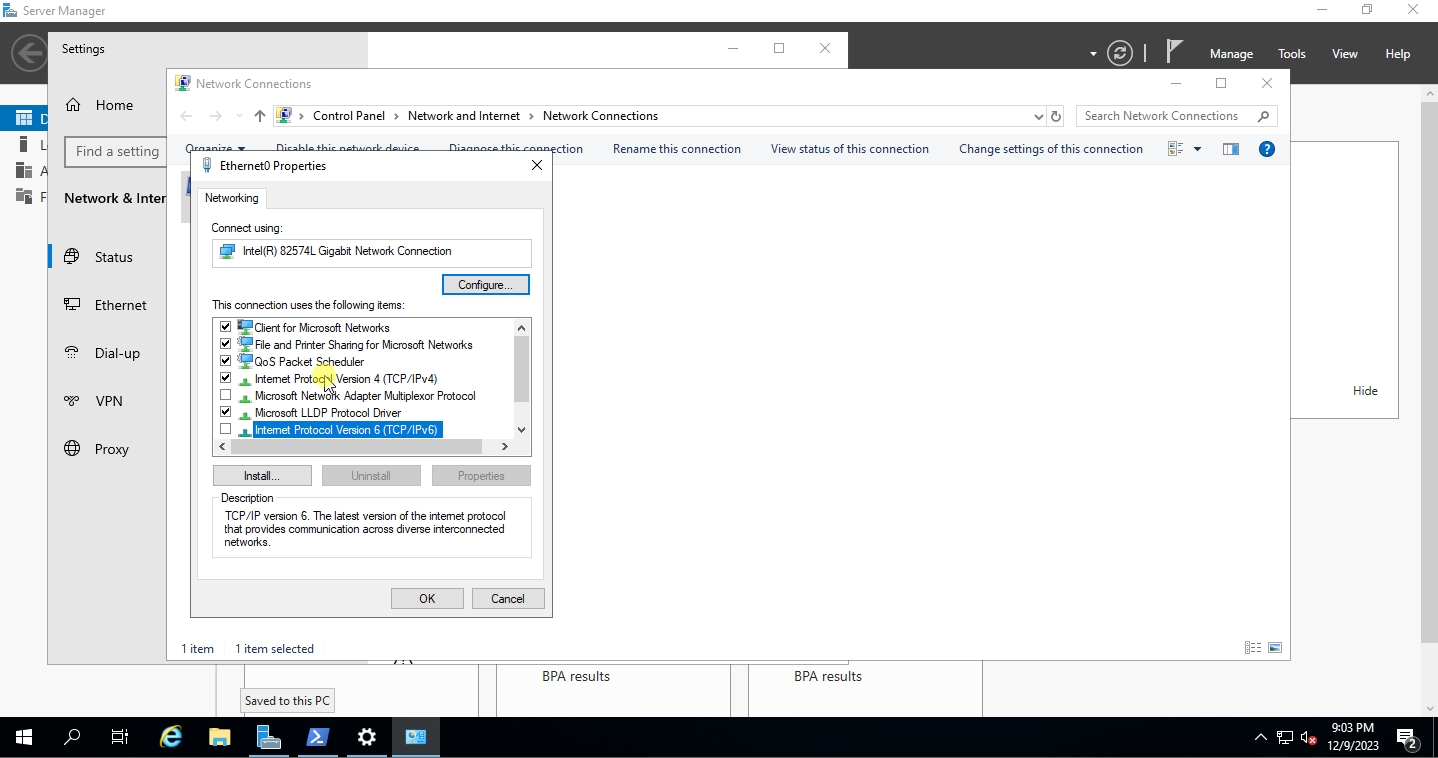 Server Manager
Manage
Tools
View
Help
Settings
Home
Find a setting
Network & Inter
Status
Ethernet
Dial-up
VPN
Proxy
Network Connections
Control Panel
Network and Internet
Network Connections
Search Network Connections
Organize
Disable this network device
Diagnose this connection
Rename this connection
View status of this connection
Change settings of this connection
Ethernet0 Properties
Networking
Connect using:
Intel(R) 82574L Gigabit Network Connection
Configure...
This connection uses the following items:
Client for Microsoft Networks
File and Printer Sharing for Microsoft Networks
QoS Packet Scheduler
Internet Protocol Version 4 (TCP/IPv4)
Microsoft Network Adapter Multiplexor Protocol
Microsoft LLDP Protocol Driver
Internet Protocol Version 6 (TCP/IPv6)
Install...
Uninstall
Properties
Description
TCP/IP version 6. The latest version of the internet protocol
that provides communication across diverse interconnected
networks.
OK
Cancel
Hide
1 item
1 item selected
BPA results
BPA results
Saved to this PC
9:03 PM
12/9/2023
2